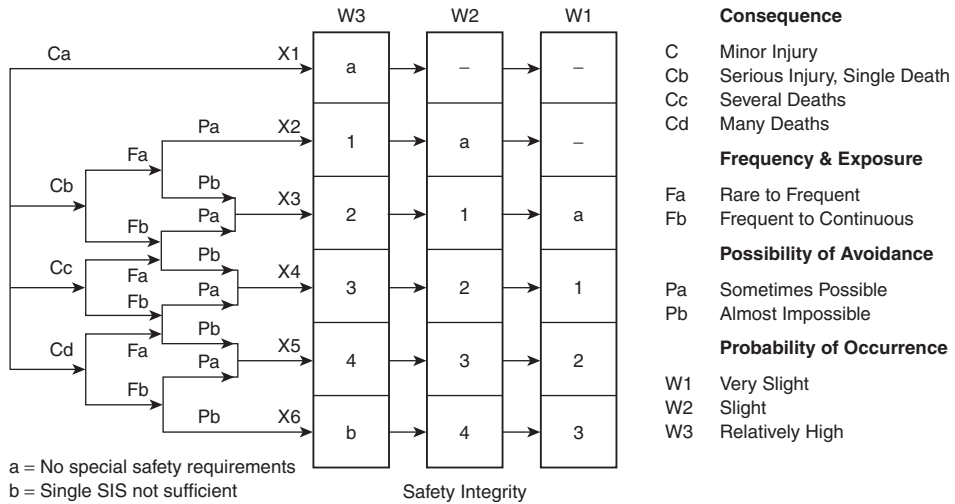 W3 W2 W1
Ca X1 a – –
Pa X2 1 a –
Fa
Cb Pb
Pa X3 2 1 a
Fb
Cc Pb
Fa X4 3 2 1
Fb Pa
Pb
Cd Fa X5 4 3 2
Pa
Fb
Pb X6 b 4 3
a = No special safety requirements
b = Single SIS not sufficient
Safety Integrity
Consequence
C Minor Injury
Cb Serious Injury, Single Death
Cc Several Deaths
Cd Many Deaths
Frequency & Exposure
Fa Rare to Frequent
Fb Frequent to Continuous
Possibility of Avoidance
Pa Sometimes Possible
Pb Almost Impossible
Probability of Occurrence
W1 Very Slight
W2 Slight
W3 Relatively High